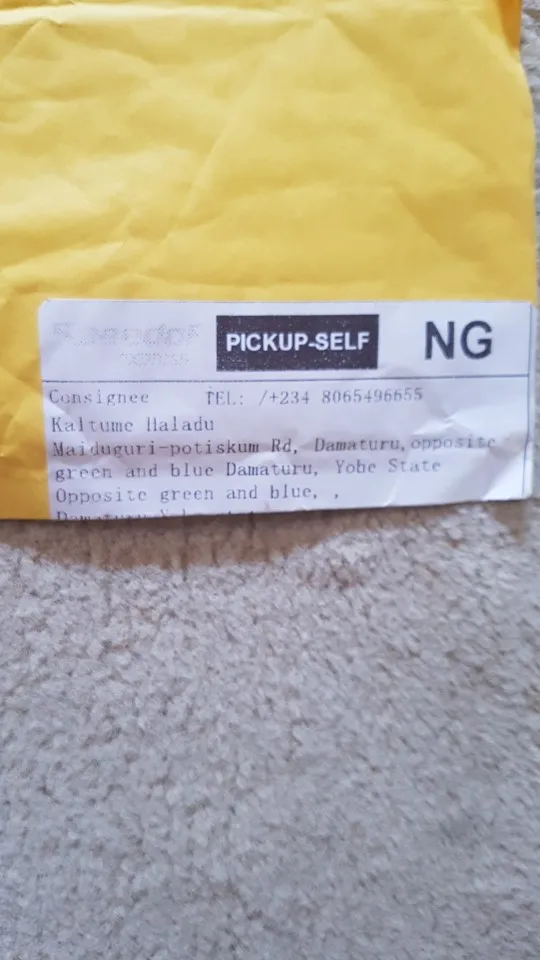 PICKUP-SELF NG
Consignee TEL: /+234 8065496655
Kaltume Haladu
Maiduguri-potiskum Rd, Damaturu,opposite
green and blue Damaturu, Yobe State
Opposite green and blue, ,